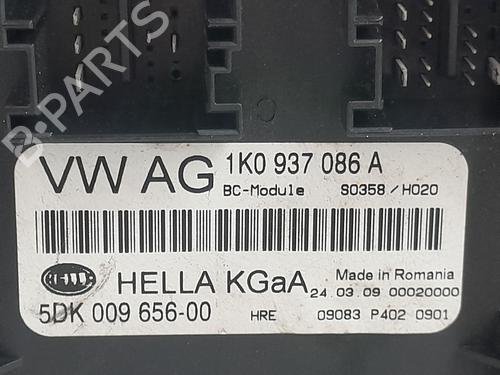 B-PARTS
VW AG 1K0 937 086 A
BC-Module S0358/H020
HELLA
HELLA KGaA Made in Romania
24.03.09 00020000
5DK 009 656-00 HRE 09083 P402 0901